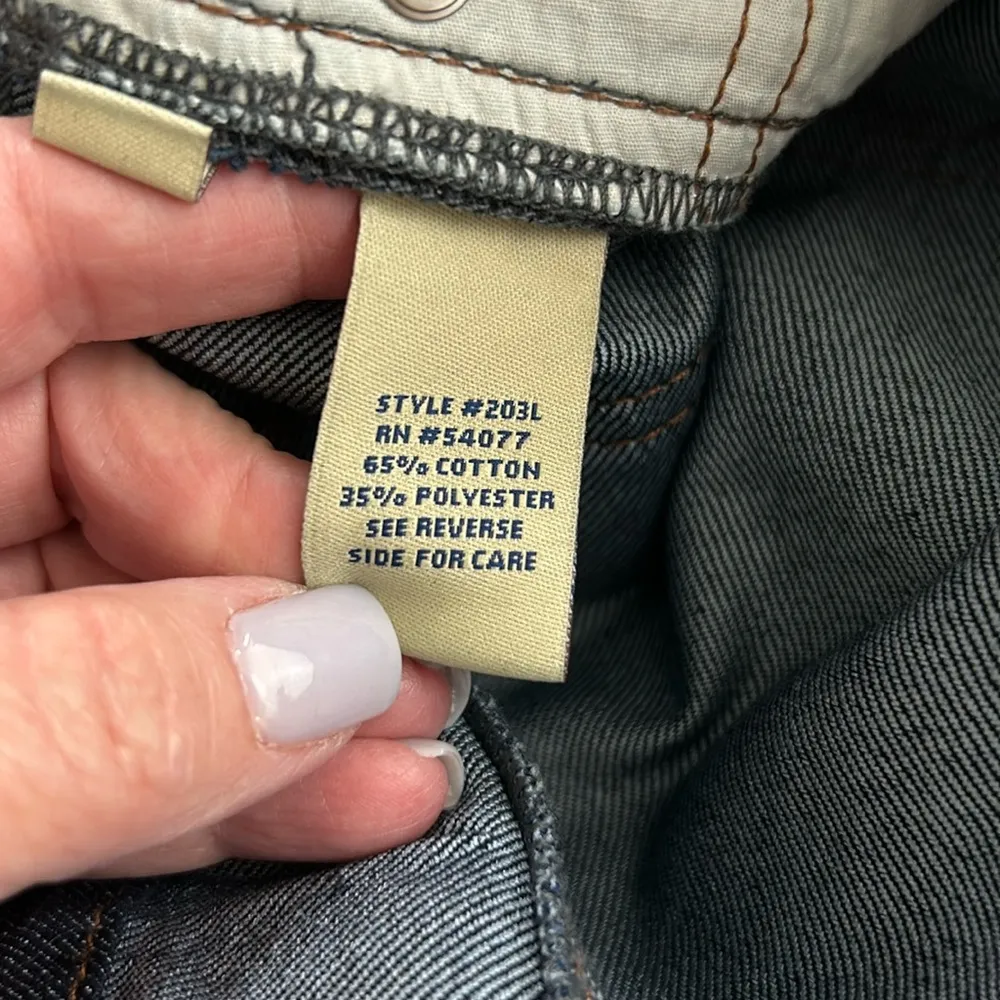 STYLE #203L
RN #54077
65% COTTON
35% POLYESTER
SEE REVERSE
SIDE FOR CARE